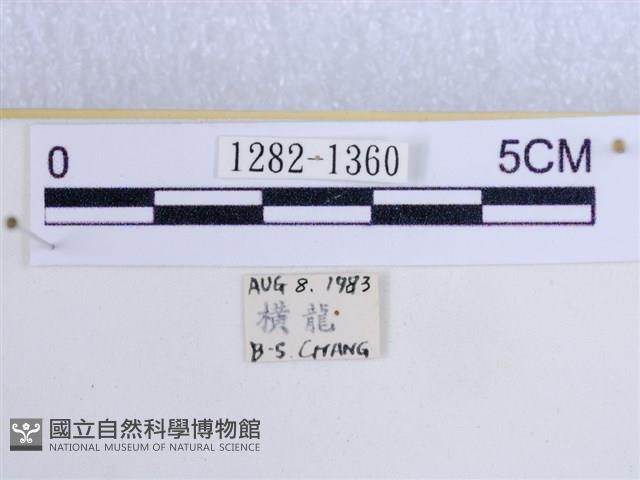 0
1282-1360
5CM
AUG 8. 1983
橫龍
B-S. CHANG
國立自然科學博物館
NATIONAL MUSEUM OF NATURAL SCIENCE